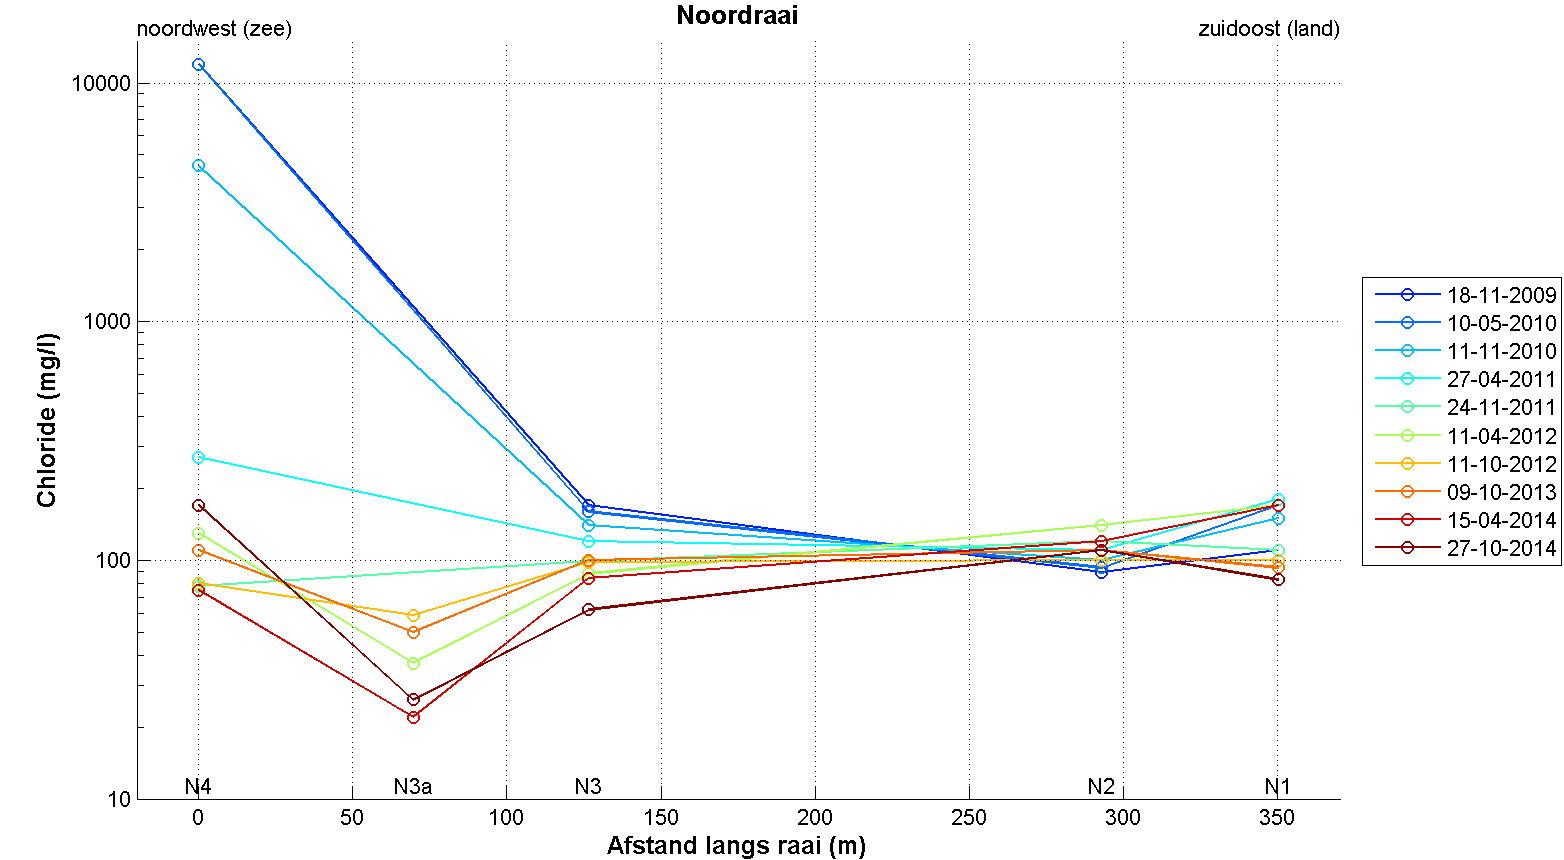 Noordraai
noordwest (zee)
zuidoost (land)
10000
1000
100
10
Chloride (mg/l)
N4
N3a
N3
N2
N1
0
50
100
150
200
250
300
350
Afstand langs raai (m)
18-11-2009
10-05-2010
11-11-2010
27-04-2011
24-11-2011
11-04-2012
11-10-2012
09-10-2013
15-04-2014
27-10-2014